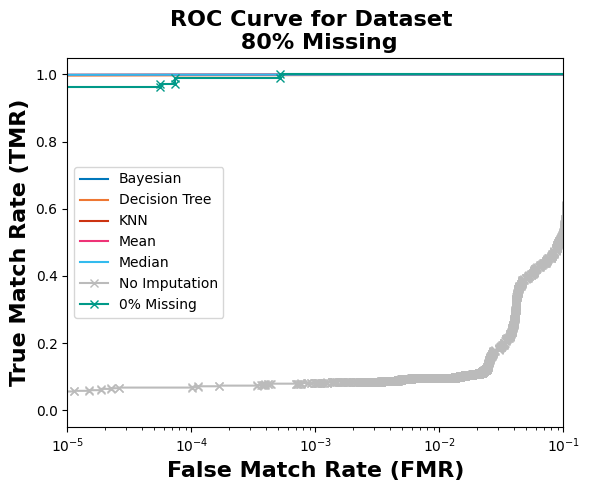 ROC Curve for Dataset
80% Missing
True Match Rate (TMR)
1.0
0.8
0.6
0.4
0.2
0.0
Bayesian
Decision Tree
KNN
Mean
Median
No Imputation
0% Missing
10⁻⁵ 10⁻⁴ 10⁻³ 10⁻² 10⁻¹
False Match Rate (FMR)